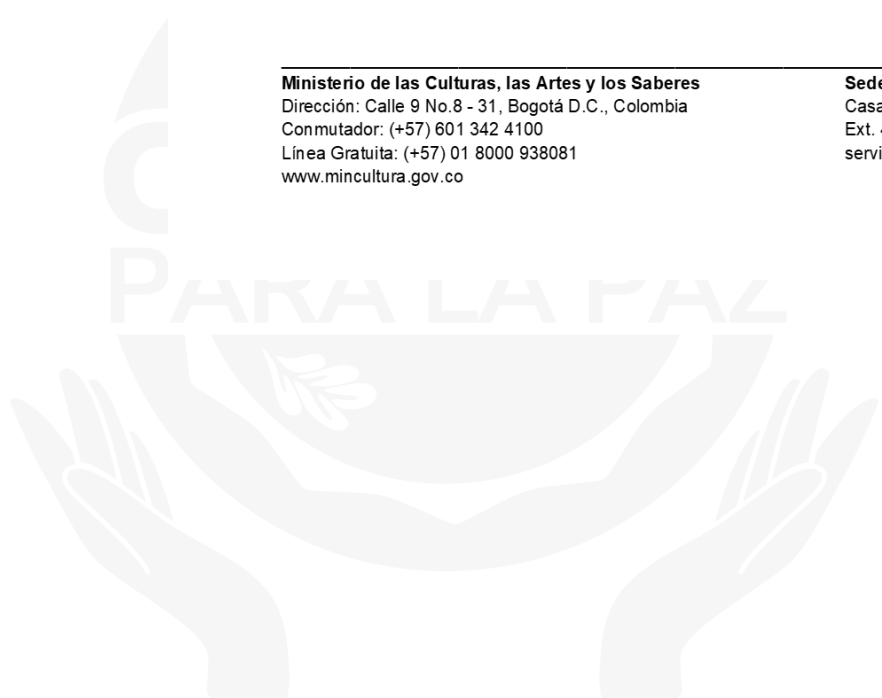 Ministerio de las Culturas, las Artes y los Saberes
Dirección: Calle 9 No.8 - 31, Bogotá D.C., Colombia
Conmutador: (+57) 601 342 4100
Línea Gratuita: (+57) 01 8000 938081
www.mincultura.gov.co
Sede
Casa
Ext.
servi
PARA LA PAZ